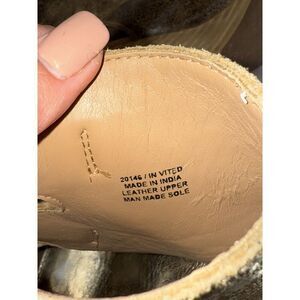 20146 / IN VITED
MADE IN INDIA
LEATHER UPPER
MAN MADE SOLE